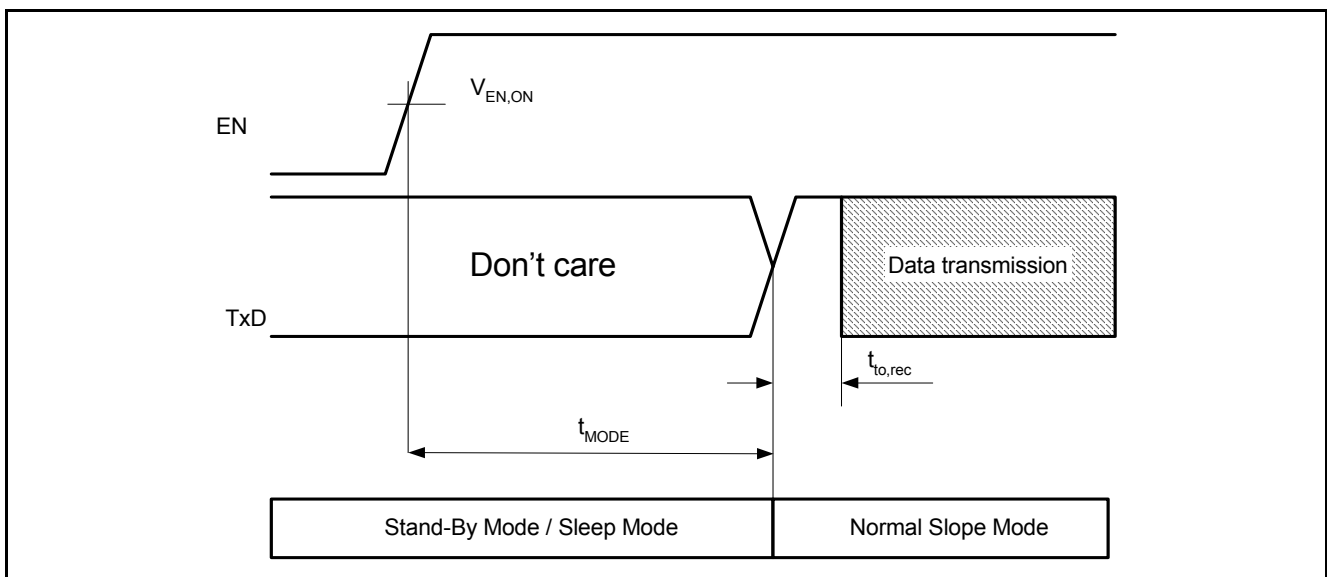 V_EN,ON
EN
Don't care
Data transmission
TxD
t_to,rec
t_MODE
Stand-By Mode / Sleep Mode
Normal Slope Mode